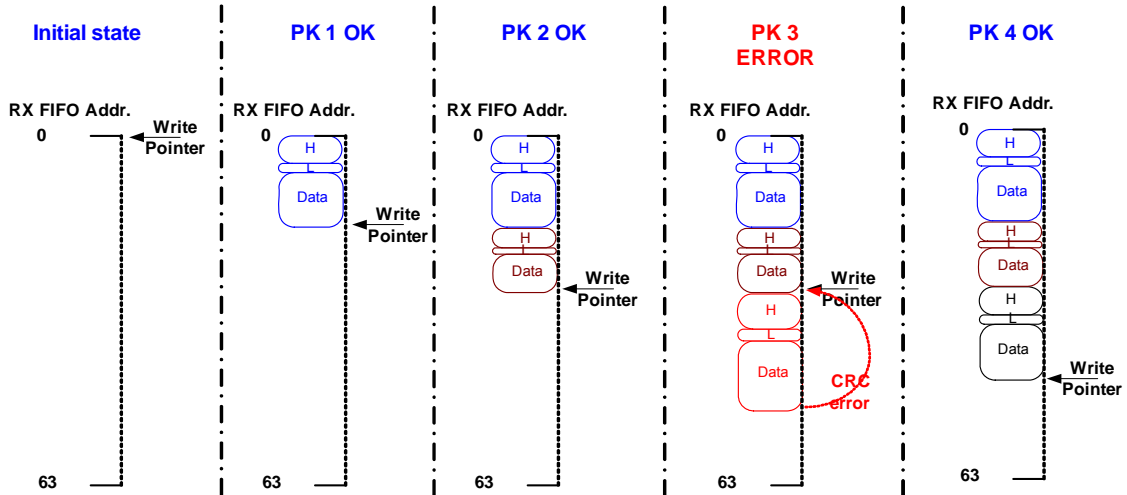 Initial state
RX FIFO Addr.
0
Write
Pointer
63
PK 1 OK
RX FIFO Addr.
0
H
L
Data
Write
Pointer
63
PK 2 OK
RX FIFO Addr.
0
H
L
Data
H
L
Data
Write
Pointer
63
PK 3
ERROR
RX FIFO Addr.
0
H
L
Data
H
L
Data
Write
Pointer
H
L
Data
CRC
error
63
PK 4 OK
RX FIFO Addr.
0
H
L
Data
H
L
Data
H
L
Data
Write
Pointer
63